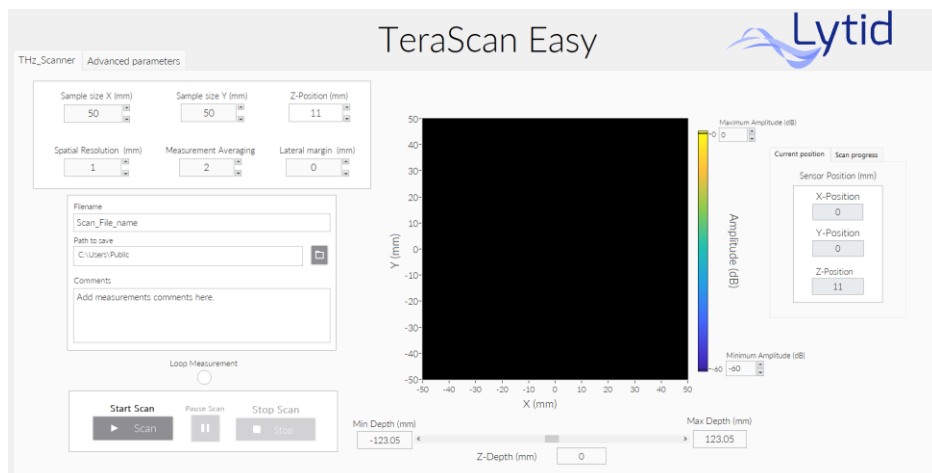 TeraScan Easy
Lytid
THz_Scanner
Advanced parameters
Sample size X (mm)
Sample size Y (mm)
Z-Position (mm)
50
50
11
Spatial Resolution (mm)
Measurement Averaging
Lateral margin (mm)
1
2
0
Filename
Scan_File_name
Path to save
C:\Users\Public
Comments
Add measurements comments here.
Loop Measurement
Start Scan
Pause Scan
Stop Scan
Scan
Stop
50
40
30
20
10
0
-10
-20
-30
-40
-50
Y (mm)
-50 -40 -30 -20 -10 0 10 20 30 40 50
X (mm)
Min Depth (mm)
-123.05
Max Depth (mm)
123.05
Z-Depth (mm)
0
Maximum Amplitude (dB)
0
0
Amplitude (dB)
Minimum Amplitude (dB)
-60
-60
Current position
Scan progress
Sensor Position (mm)
X-Position
0
Y-Position
0
Z-Position
11